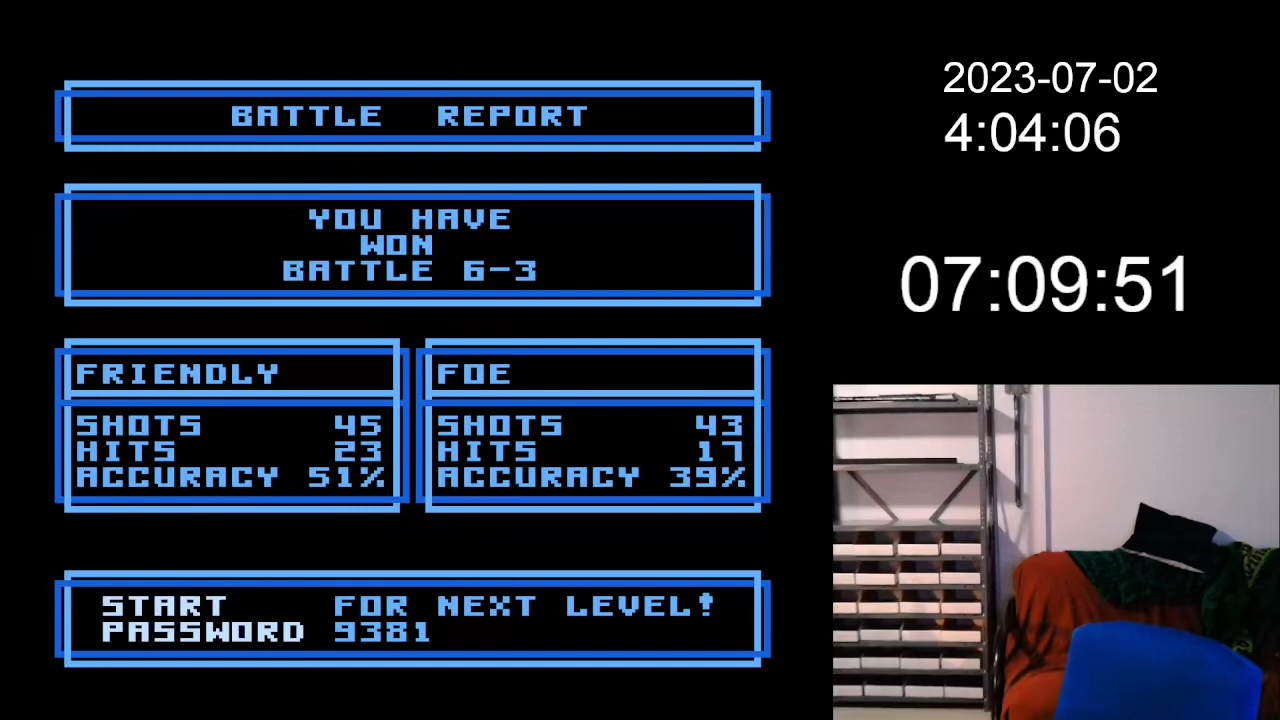 BATTLE REPORT
YOU HAVE
WON
BATTLE 6-3
FRIENDLY
SHOTS 45
HITS 23
ACCURACY 51%
FOE
SHOTS 43
HITS 17
ACCURACY 39%
START FOR NEXT LEVEL!
PASSWORD 9381
2023-07-02
4:04:06
07:09:51